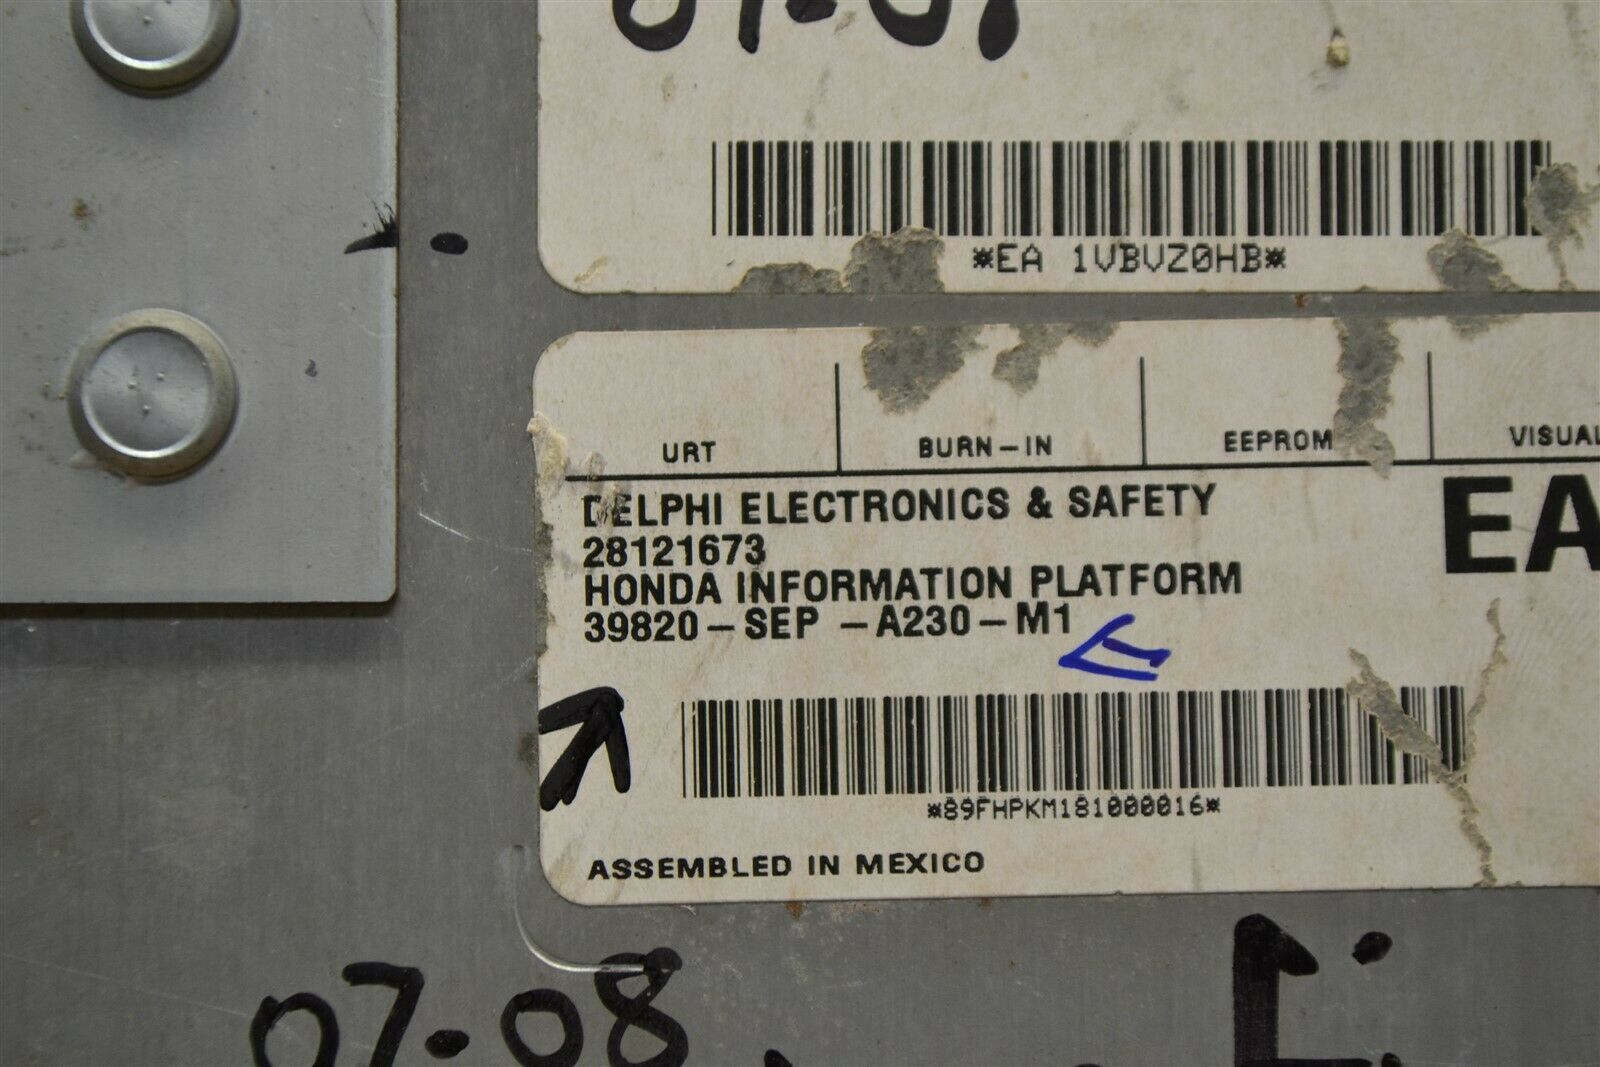 *EA 1VBVZ0HB*
URT BURN-IN EEPROM VISUAL
DELPHI ELECTRONICS & SAFETY
EA
28121673
HONDA INFORMATION PLATFORM
39820-SEP -A230-M1
*89FHPKM181000016*
ASSEMBLED IN MEXICO
07-08